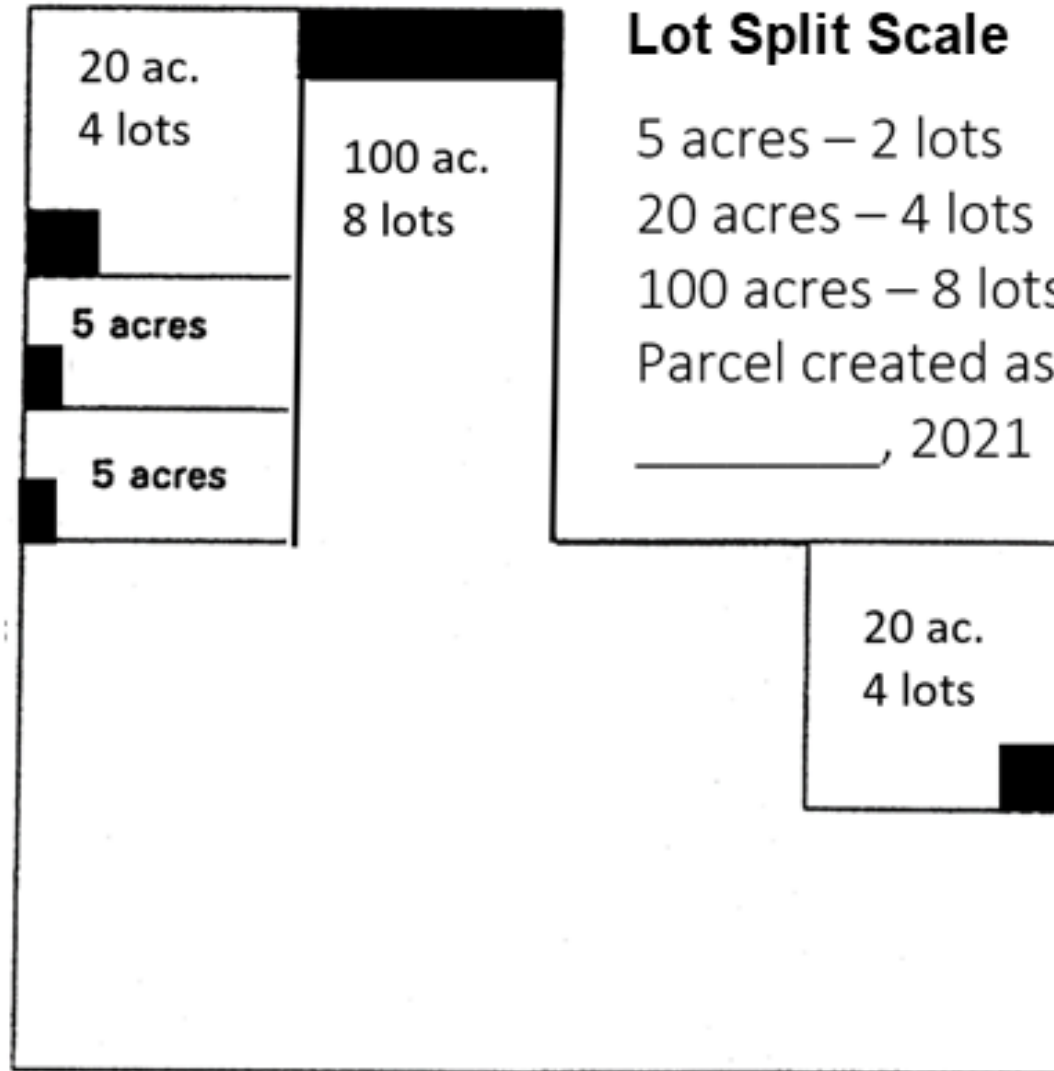 20 ac.
4 lots
100 ac.
8 lots
5 acres
5 acres
Lot Split Scale
5 acres – 2 lots
20 acres – 4 lots
100 acres – 8 lots
Parcel created as
_________, 2021
20 ac.
4 lots